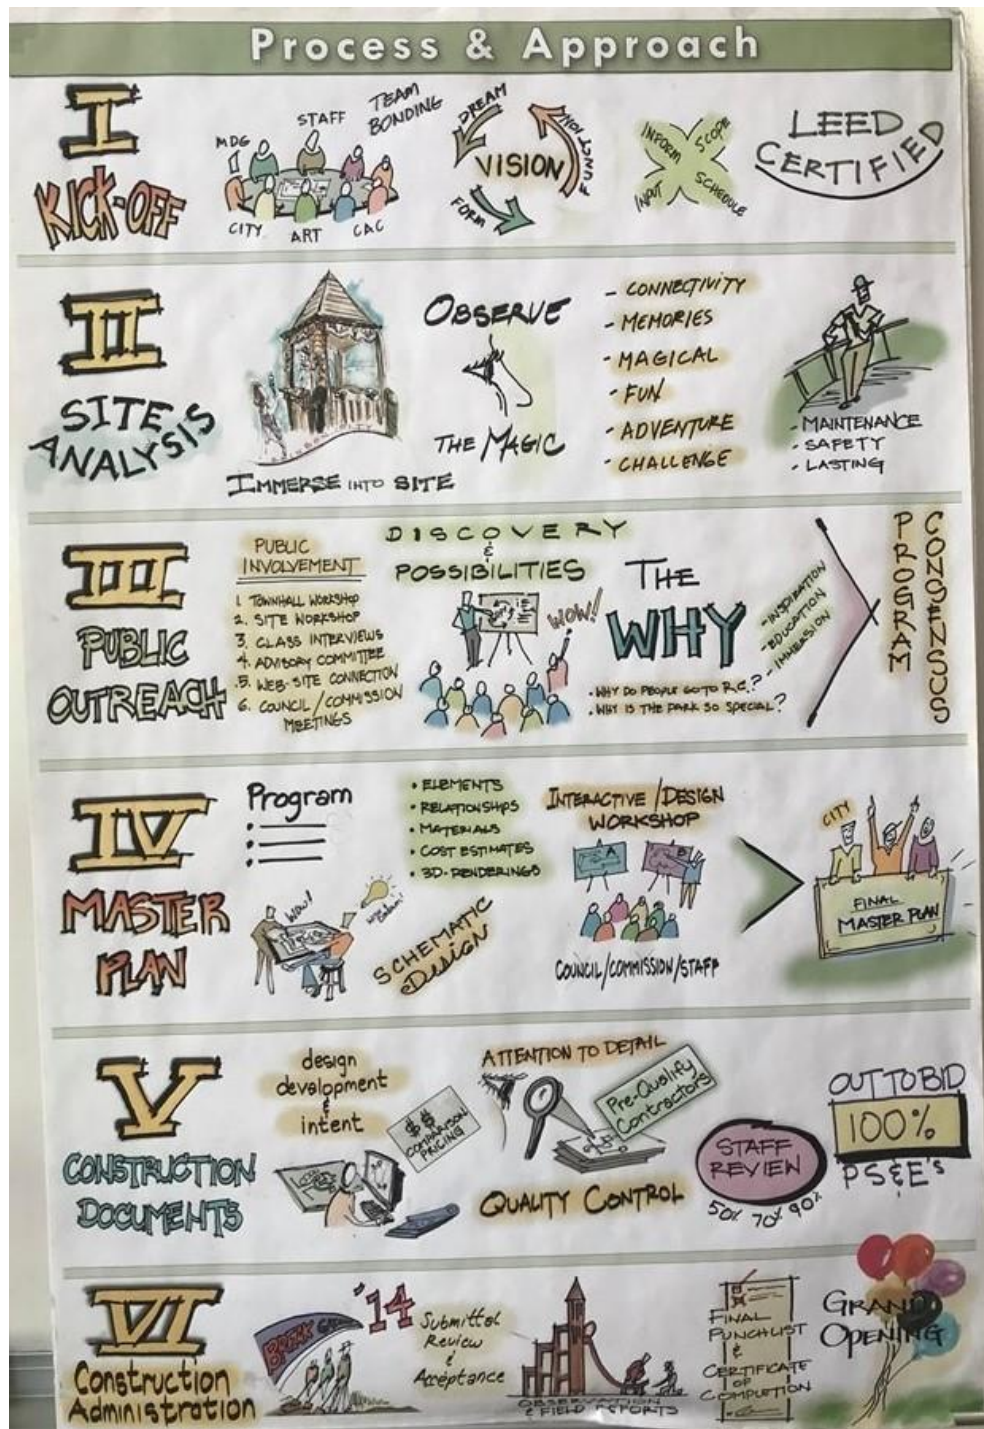 Process & Approach
I
KICK-OFF
MDG
STAFF
TEAM
BONDING
CITY
ART
CAC
DREAM
VISION
FUNCTION
FORM
INFORM
SCOPE
INPUT
SCHEDULE
LEED
CERTIFIED
II
SITE
ANALYSIS
IMMERSE INTO SITE
OBSERVE
THE MAGIC
- CONNECTIVITY
- MEMORIES
- MAGICAL
- FUN
- ADVENTURE
- CHALLENGE
- MAINTENANCE
- SAFETY
- LASTING
III
PUBLIC
OUTREACH
PUBLIC
INVOLVEMENT
1. TOWNHALL WORKSHOP
2. SITE WORKSHOP
3. CLASS INTERVIEWS
4. ADVISORY COMMITTEE
5. WEB-SITE CONNECTION
6. COUNCIL/COMMISSION
MEETINGS
DISCOVERY
&
POSSIBILITIES
WOW!
THE
WHY
• WHY DO PEOPLE GO TO R.C.?
• WHY IS THE PARK SO SPECIAL?
- INSPIRATION
- EDUCATION
- IMMERSION
PROGRAM
CONSENSUS
IV
MASTER
PLAN
Program
WOW!
• ELEMENTS
• RELATIONSHIPS
• MATERIALS
• COST ESTIMATES
• 3D-RENDERINGS
SCHEMATIC
DESIGN
INTERACTIVE/DESIGN
WORKSHOP
A
B
COUNCIL/COMMISSION/STAFF
CITY
FINAL
MASTER PLAN
V
CONSTRUCTION
DOCUMENTS
design
development
&
intent
$$
COMPARISON
PRICING
ATTENTION TO DETAIL
Pre-Qualify
Contractors
QUALITY CONTROL
STAFF
REVIEW
50% 70% 90%
OUT TO BID
100%
PS&E's
VI
Construction
Administration
BREAK
'14
Submittal
Review
&
Acceptance
OBSERVATION
& FIELD REPORTS
FINAL
PUNCHLIST
&
CERTIFICATE
OF
COMPLETION
GRAND
OPENING